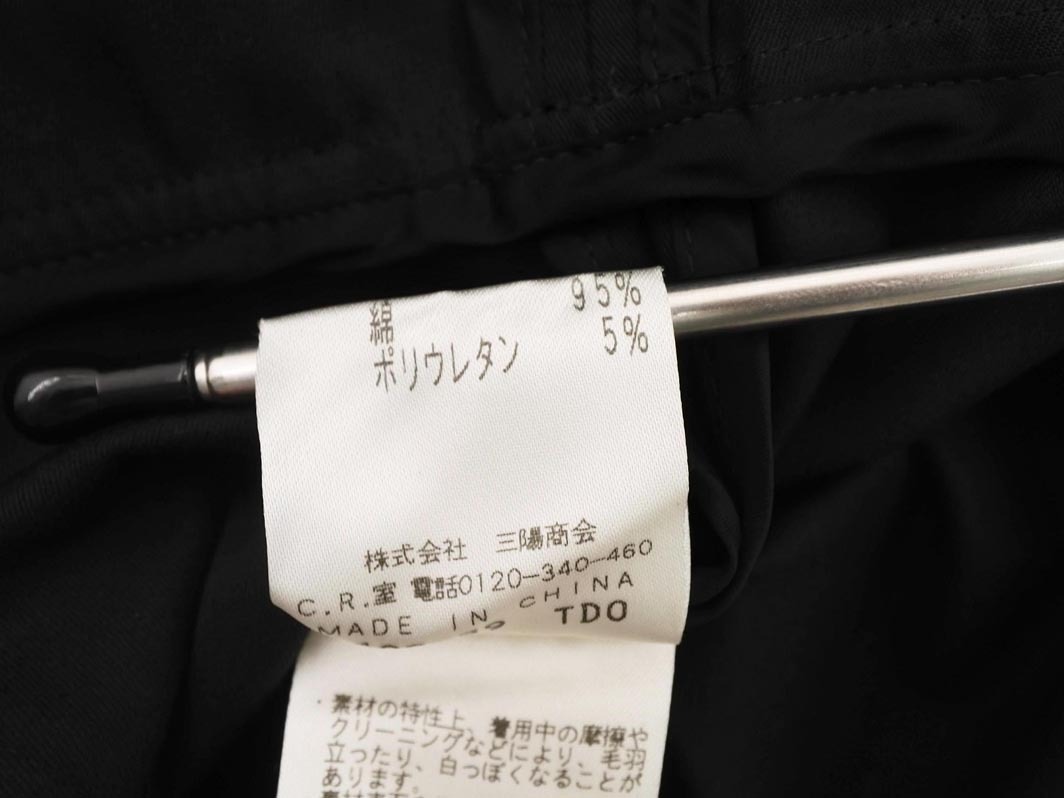 綿 95%
ポリウレタン 5%
株式会社 三陽商会
C.R.室 電話0120-340-460
MADE IN CHINA
TDO
・素材の特性上、着用中の摩擦や
クリーニングなどにより、毛羽
立ったり、白っぽくなることが
あります。